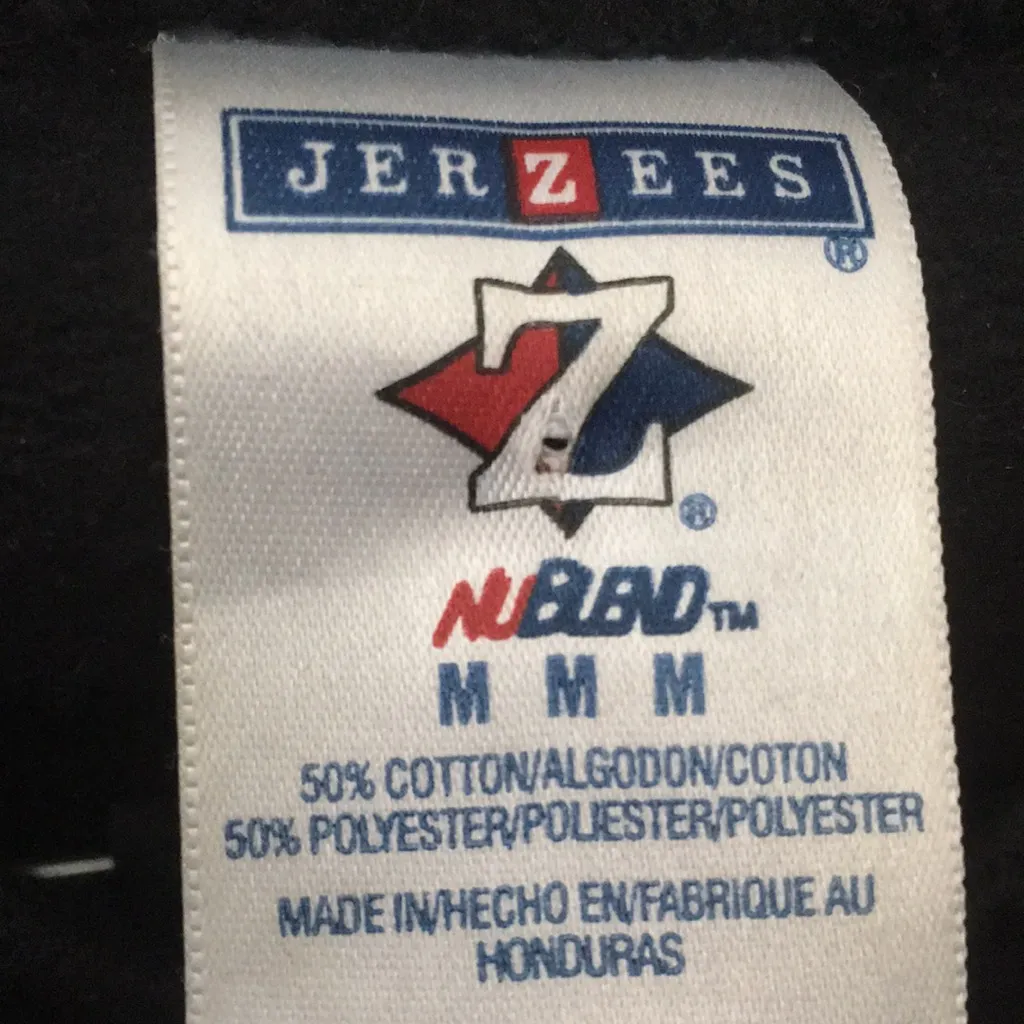 JERZEES®
Z®
NUBLEND™
M M M
50% COTTON/ALGODON/COTON
50% POLYESTER/POLIESTER/POLYESTER
MADE IN/HECHO EN/FABRIQUE AU
HONDURAS